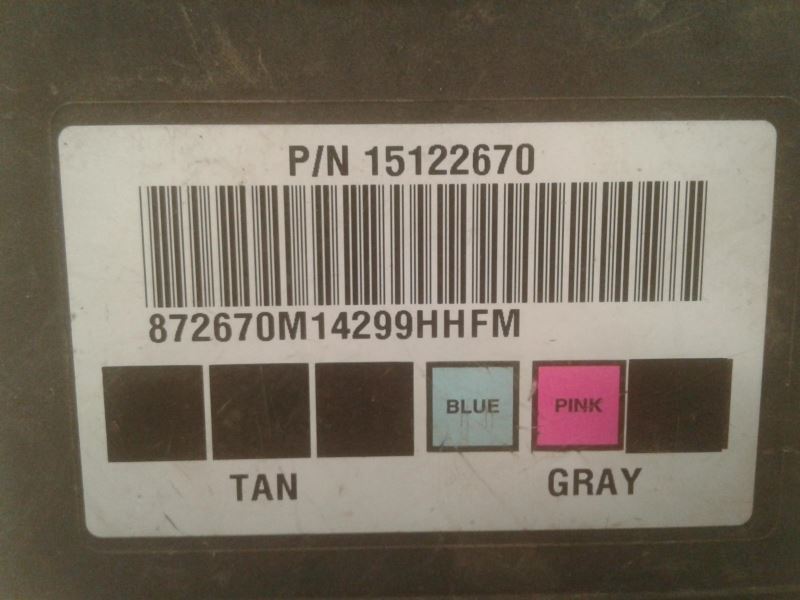 P/N 15122670
872670M14299HHFM
BLUE PINK
TAN GRAY